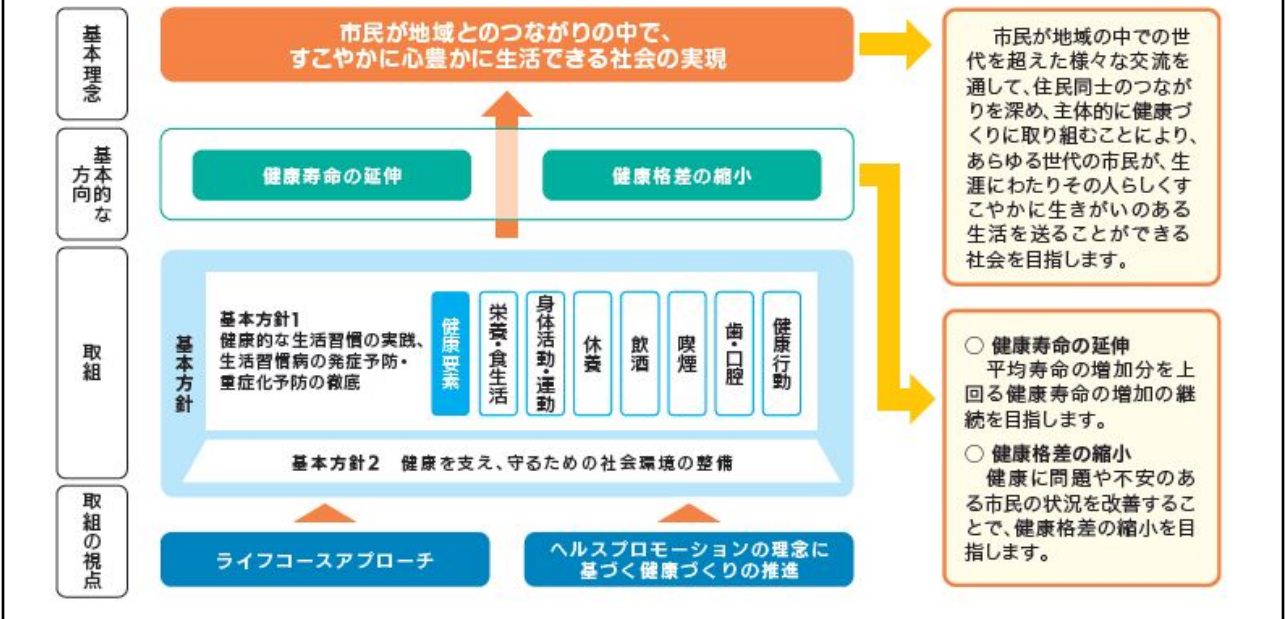 基本理念
市民が地域とのつながりの中で、
すこやかに心豊かに生活できる社会の実現
市民が地域の中での世
代を超えた様々な交流を
通して、住民同士のつなが
りを深め、主体的に健康づ
くりに取り組むことにより、
あらゆる世代の市民が、生
涯にわたりその人らしくす
こやかに生きがいのある
生活を送ることができる
社会を目指します。
基本的な
方向
健康寿命の延伸
健康格差の縮小
○ 健康寿命の延伸
平均寿命の増加分を上
回る健康寿命の増加の継
続を目指します。
○ 健康格差の縮小
健康に問題や不安のあ
る市民の状況を改善するこ
とで、健康格差の縮小を目
指します。
取組
基本方針
基本方針1
健康的な生活習慣の実践、
生活習慣病の発症予防・
重症化予防の徹底
健康要素
栄養・食生活
身体活動・運動
休養
飲酒
喫煙
歯・口腔
健康行動
基本方針2 健康を支え、守るための社会環境の整備
取組の視点
ライフコースアプローチ
ヘルスプロモーションの理念に
基づく健康づくりの推進